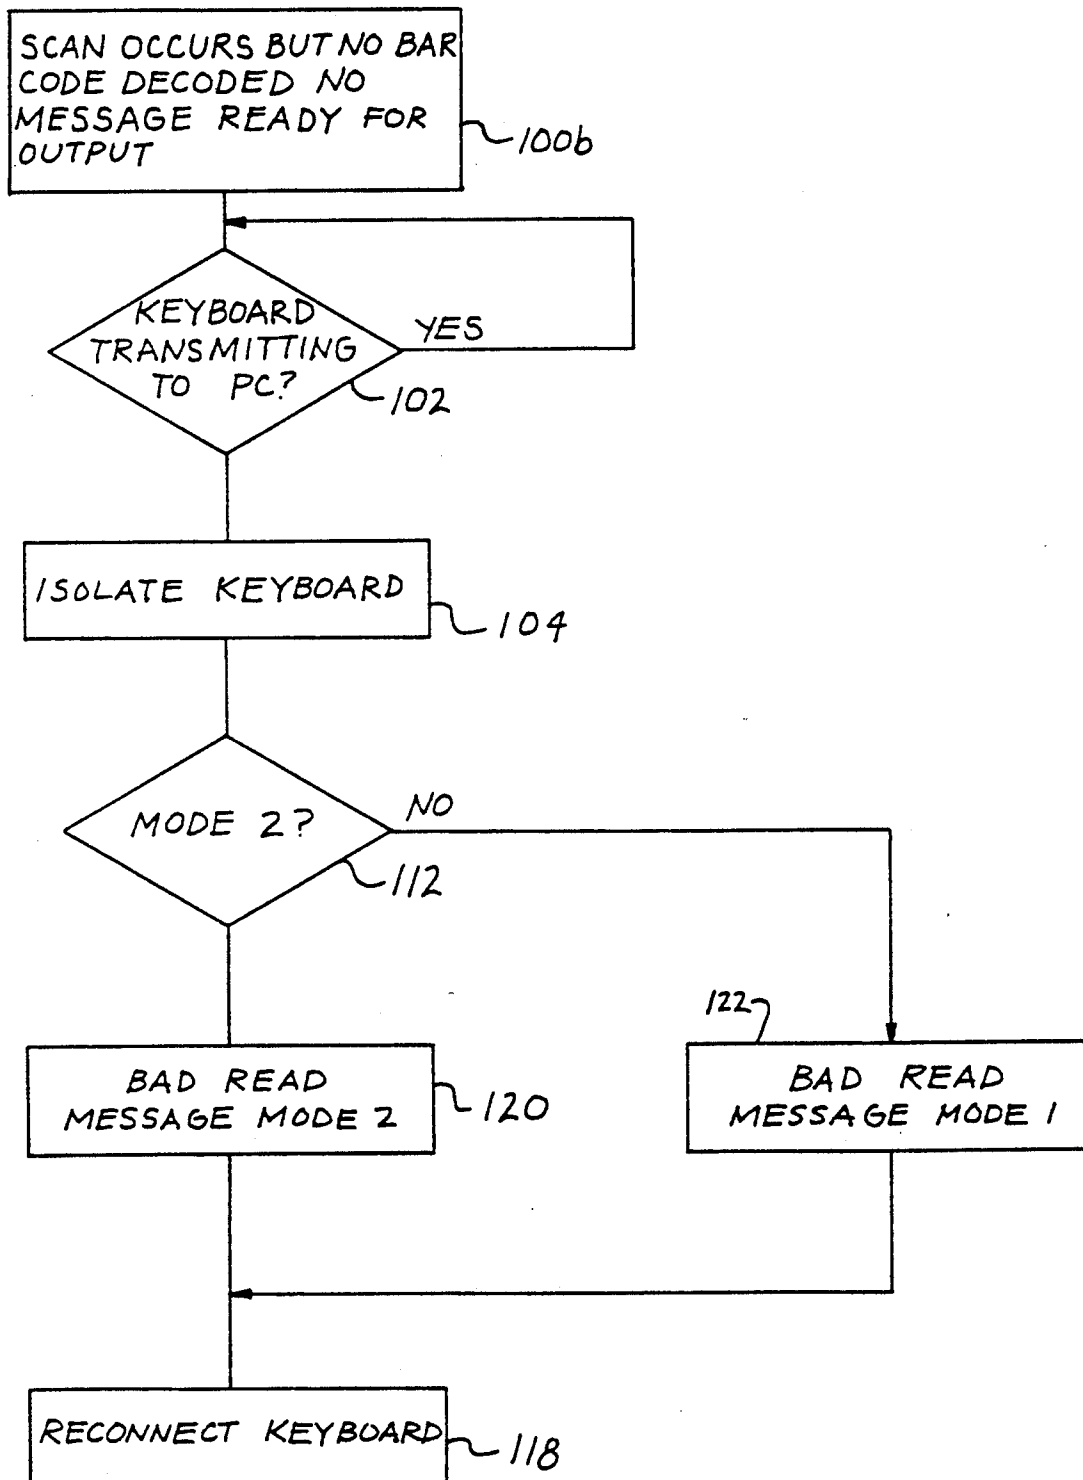 SCAN OCCURS BUT NO BAR
CODE DECODED NO
MESSAGE READY FOR
OUTPUT
100b
KEYBOARD
TRANSMITTING
TO PC?
YES
102
ISOLATE KEYBOARD
104
MODE 2?
NO
112
BAD READ
MESSAGE MODE 2
120
122
BAD READ
MESSAGE MODE 1
RECONNECT KEYBOARD
118